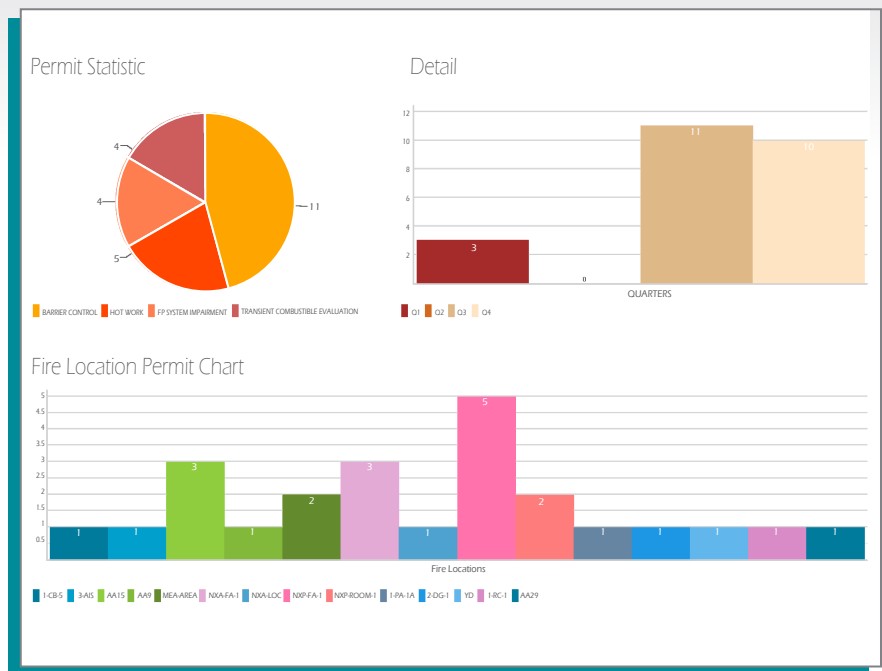 Permit Statistic
4
4
5
11
BARRIER CONTROL HOT WORK FP SYSTEM IMPAIRMENT TRANSIENT COMBUSTIBLE EVALUATION
Detail
12
10
8
6
4
2
3
0
11
10
QUARTERS
Q1 Q2 Q3 Q4
Fire Location Permit Chart
5
4.5
4
3.5
3
2.5
2
1.5
1
0.5
1 1 3 1 2 3 1 5 2 1 1 1 1 1
Fire Locations
1-CB-5 3-AIS AA15 AA9 MEA-AREA NXA-FA-1 NXA-LOC NXP-FA-1 NXP-ROOM-1 1-PA-1A 2-DG-1 YD 1-RC-1 AA29